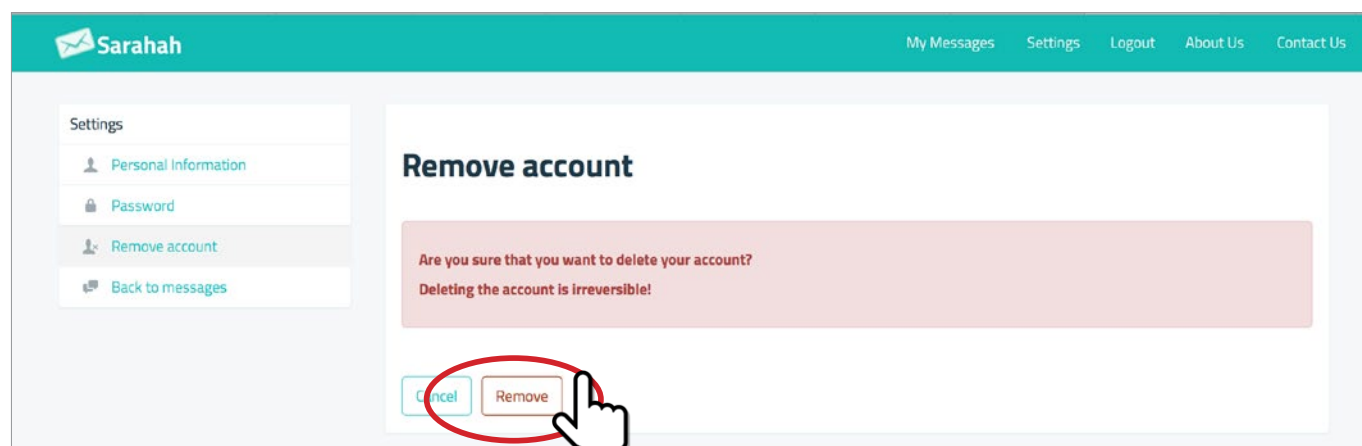 Sarahah
My Messages Settings Logout About Us Contact Us
Settings
Personal Information
Password
Remove account
Back to messages
Remove account
Are you sure that you want to delete your account?
Deleting the account is irreversible!
Cancel Remove